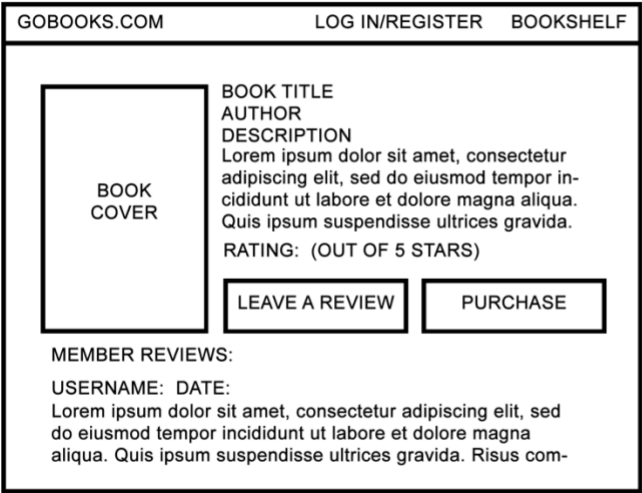 GOBOOKS.COM LOG IN/REGISTER BOOKSHELF
BOOK TITLE
AUTHOR
DESCRIPTION
Lorem ipsum dolor sit amet, consectetur
adipiscing elit, sed do eiusmod tempor in-
cididunt ut labore et dolore magna aliqua.
Quis ipsum suspendisse ultrices gravida.
RATING: (OUT OF 5 STARS)
BOOK
COVER
LEAVE A REVIEW
PURCHASE
MEMBER REVIEWS:
USERNAME: DATE:
Lorem ipsum dolor sit amet, consectetur adipiscing elit, sed
do eiusmod tempor incididunt ut labore et dolore magna
aliqua. Quis ipsum suspendisse ultrices gravida. Risus com-